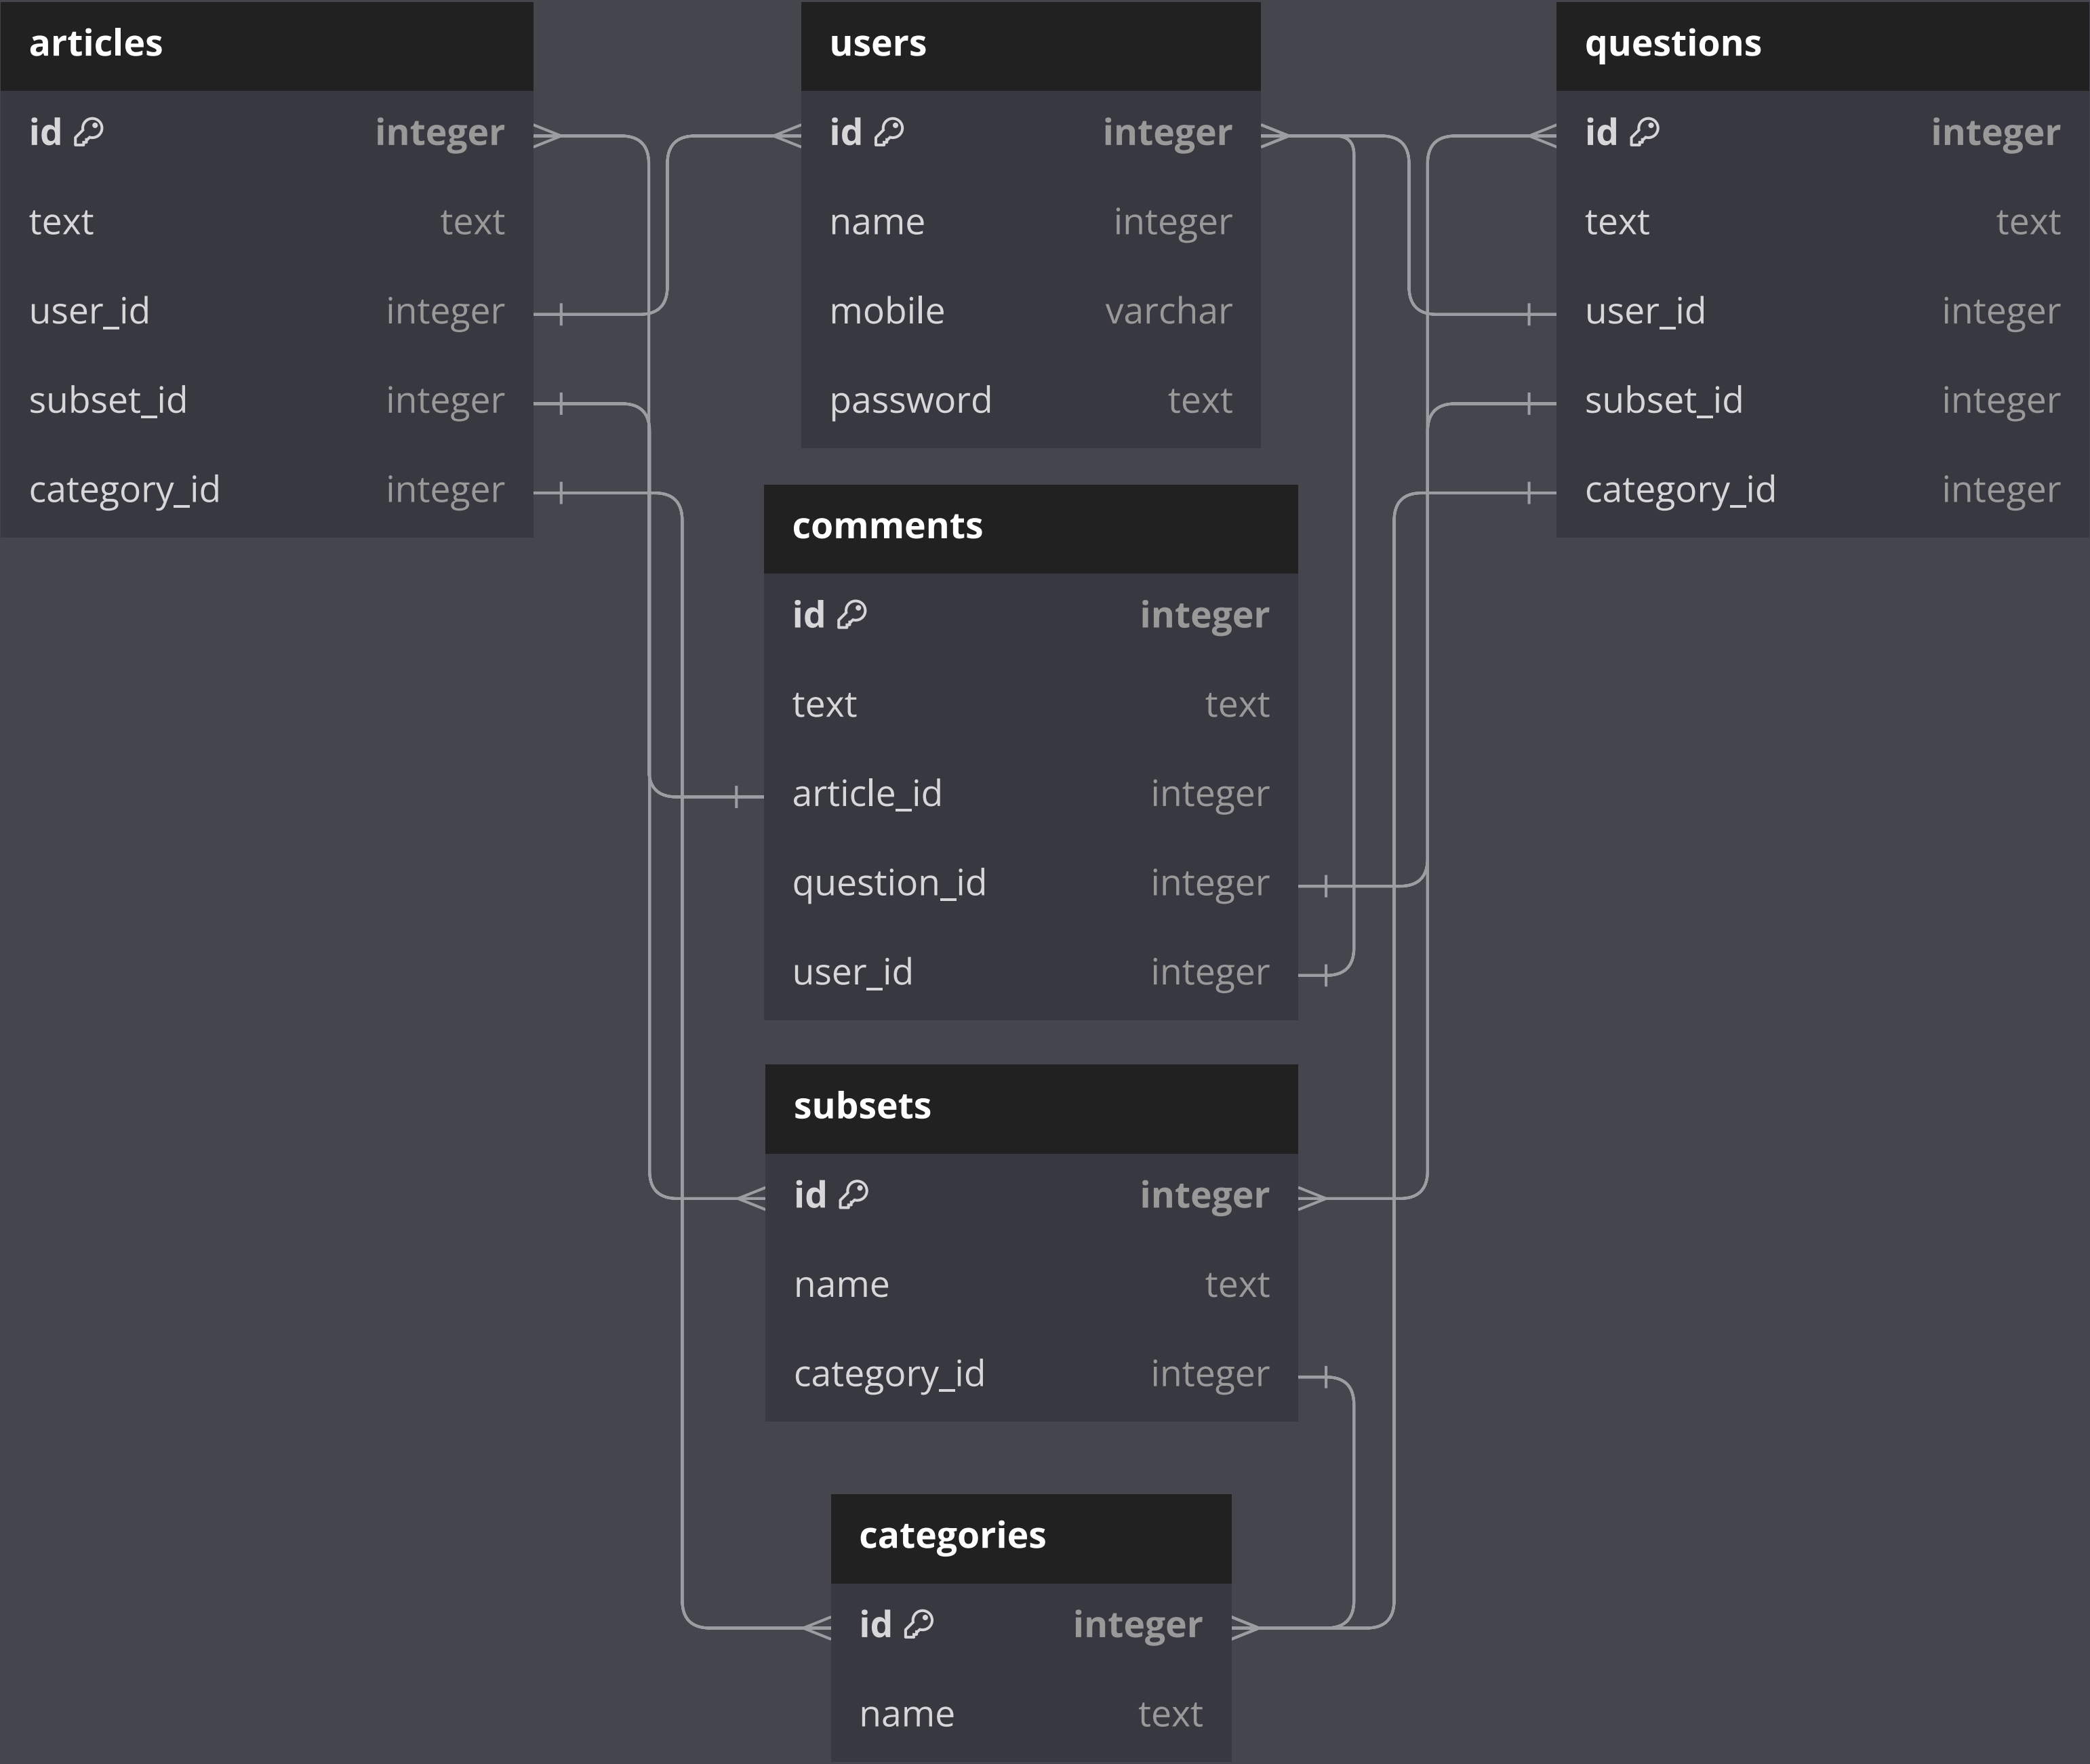 articles
id integer
text text
user_id integer
subset_id integer
category_id integer
users
id integer
name integer
mobile varchar
password text
questions
id integer
text text
user_id integer
subset_id integer
category_id integer
comments
id integer
text text
article_id integer
question_id integer
user_id integer
subsets
id integer
name text
category_id integer
categories
id integer
name text